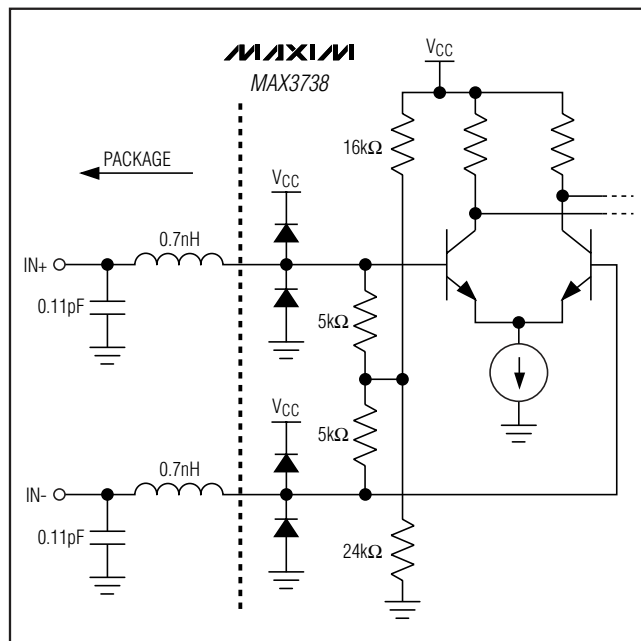 MAXIM
MAX3738
VCC
16kΩ
PACKAGE
VCC
0.7nH
IN+
0.11pF
5kΩ
VCC
5kΩ
0.7nH
IN-
0.11pF
24kΩ